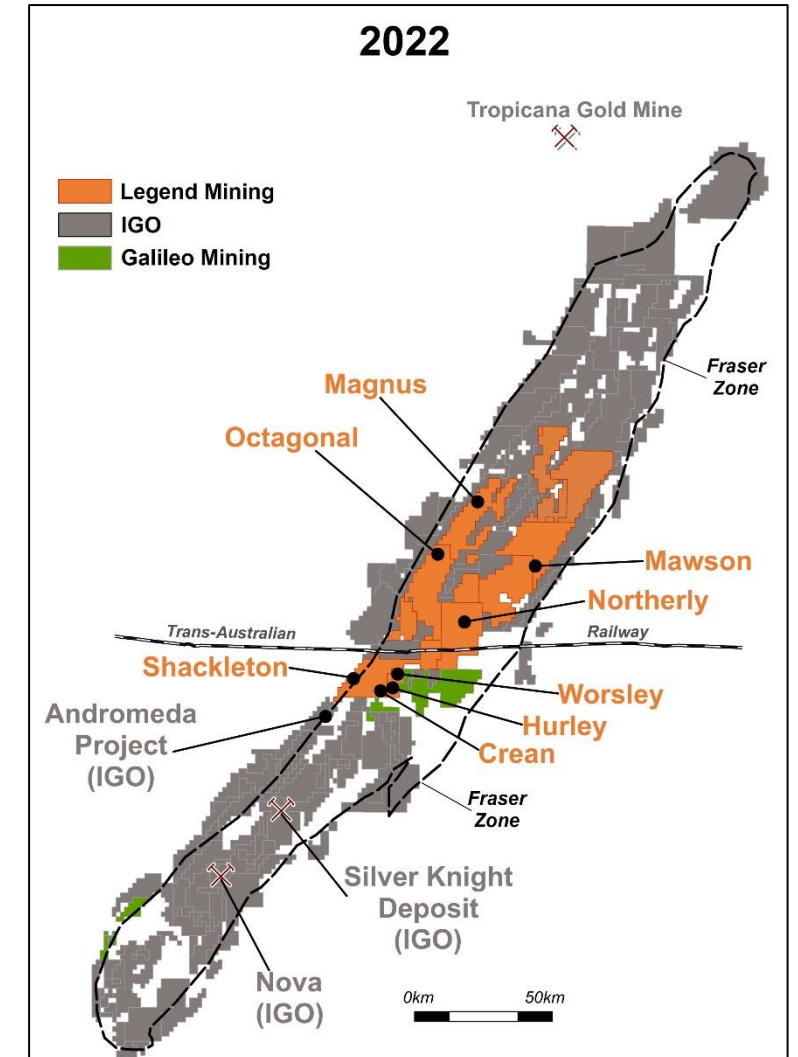 2022
Tropicana Gold Mine
Legend Mining
IGO
Galileo Mining
Fraser
Zone
Magnus
Octagonal
Mawson
Northerly
Trans-Australian
Railway
Shackleton
Worsley
Hurley
Crean
Andromeda
Project
(IGO)
Fraser
Zone
Silver Knight
Deposit
(IGO)
Nova
(IGO)
0km
50km